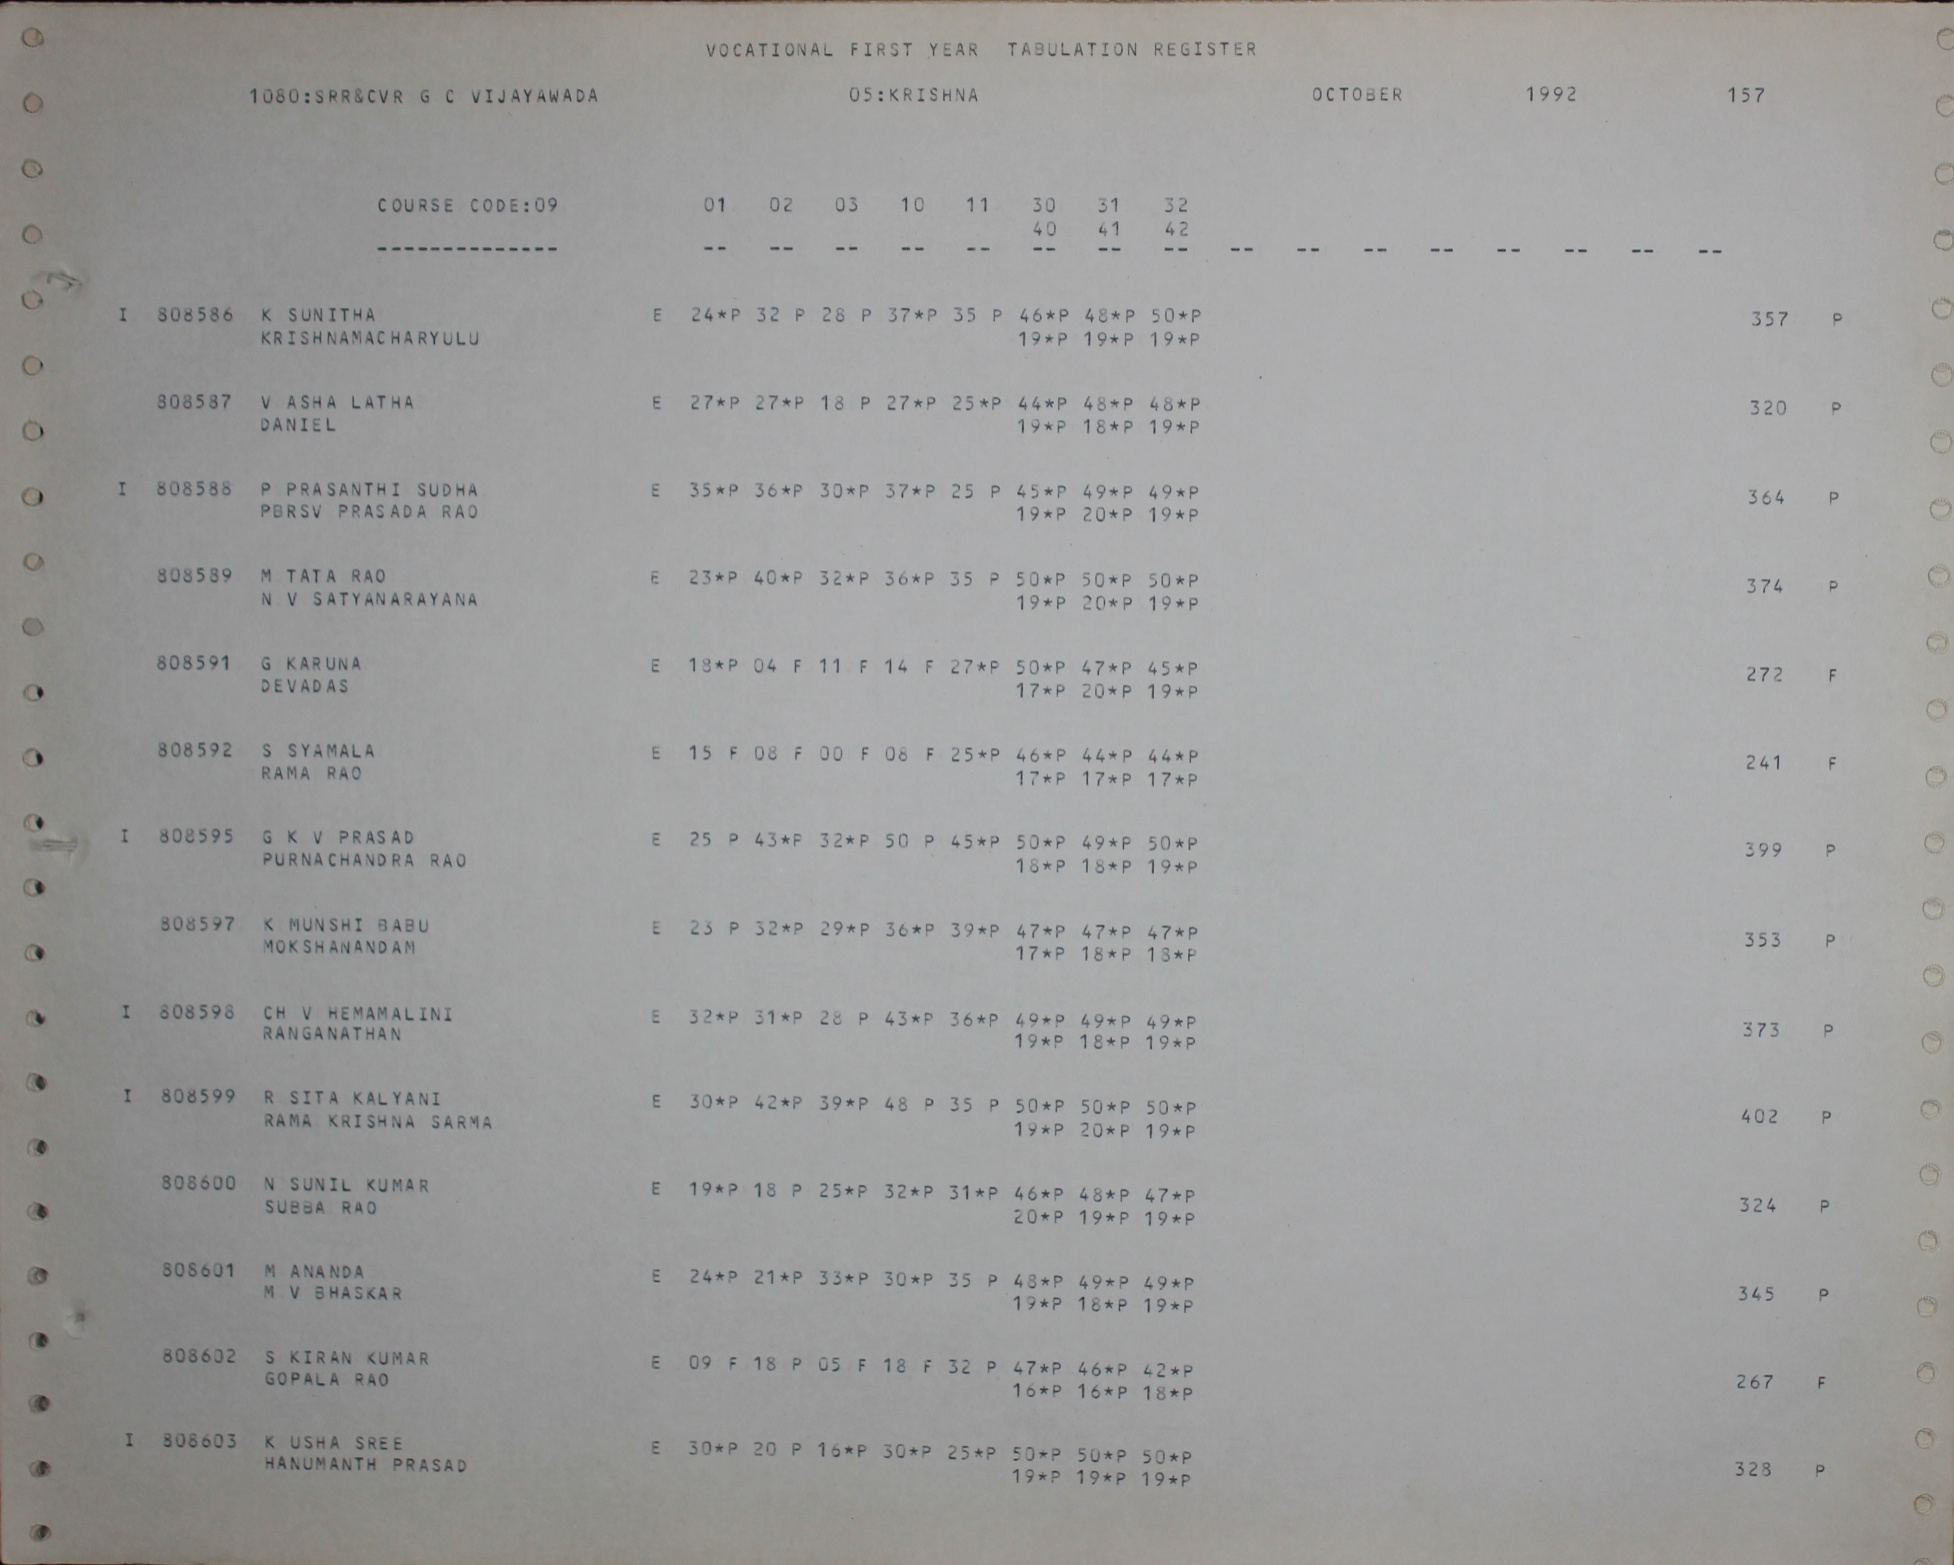 VOCATIONAL FIRST YEAR TABULATION REGISTER
1080:SRR&CVR G C VIJAYAWADA 05:KRISHNA OCTOBER 1992 157
COURSE CODE:09 01 02 03 10 11 30 31 32
40 41 42
-------------- -- -- -- -- -- -- -- -- -- -- -- -- -- -- -- --
I 808586 K SUNITHA E 24*P 32 P 28 P 37*P 35 P 46*P 48*P 50*P 357 P
KRISHNAMACHARYULU 19*P 19*P 19*P
808587 V ASHA LATHA E 27*P 27*P 18 P 27*P 25*P 44*P 48*P 48*P 320 P
DANIEL 19*P 18*P 19*P
I 808588 P PRASANTHI SUDHA E 35*P 36*P 30*P 37*P 25 P 45*P 49*P 49*P 364 P
PBRSV PRASADA RAO 19*P 20*P 19*P
808589 M TATA RAO E 23*P 40*P 32*P 36*P 35 P 50*P 50*P 50*P 374 P
N V SATYANARAYANA 19*P 20*P 19*P
808591 G KARUNA E 18*P 04 F 11 F 14 F 27*P 50*P 47*P 45*P 272 F
DEVADAS 17*P 20*P 19*P
808592 S SYAMALA E 15 F 08 F 00 F 08 F 25*P 46*P 44*P 44*P 241 F
RAMA RAO 17*P 17*P 17*P
I 808595 G K V PRASAD E 25 P 43*P 32*P 50 P 45*P 50*P 49*P 50*P 399 P
PURNACHANDRA RAO 18*P 18*P 19*P
808597 K MUNSHI BABU E 23 P 32*P 29*P 36*P 39*P 47*P 47*P 47*P 353 P
MOKSHANANDAM 17*P 18*P 18*P
I 808598 CH V HEMAMALINI E 32*P 31*P 28 P 43*P 36*P 49*P 49*P 49*P 373 P
RANGANATHAN 19*P 18*P 19*P
I 808599 R SITA KALYANI E 30*P 42*P 39*P 48 P 35 P 50*P 50*P 50*P 402 P
RAMA KRISHNA SARMA 19*P 20*P 19*P
808600 N SUNIL KUMAR E 19*P 18 P 25*P 32*P 31*P 46*P 48*P 47*P 324 P
SUBBA RAO 20*P 19*P 19*P
808601 M ANANDA E 24*P 21*P 33*P 30*P 35 P 48*P 49*P 49*P 345 P
M V BHASKAR 19*P 18*P 19*P
808602 S KIRAN KUMAR E 09 F 18 P 05 F 18 F 32 P 47*P 46*P 42*P 267 F
GOPALA RAO 16*P 16*P 18*P
I 808603 K USHA SREE E 30*P 20 P 16*P 30*P 25*P 50*P 50*P 50*P 328 P
HANUMANTH PRASAD 19*P 19*P 19*P